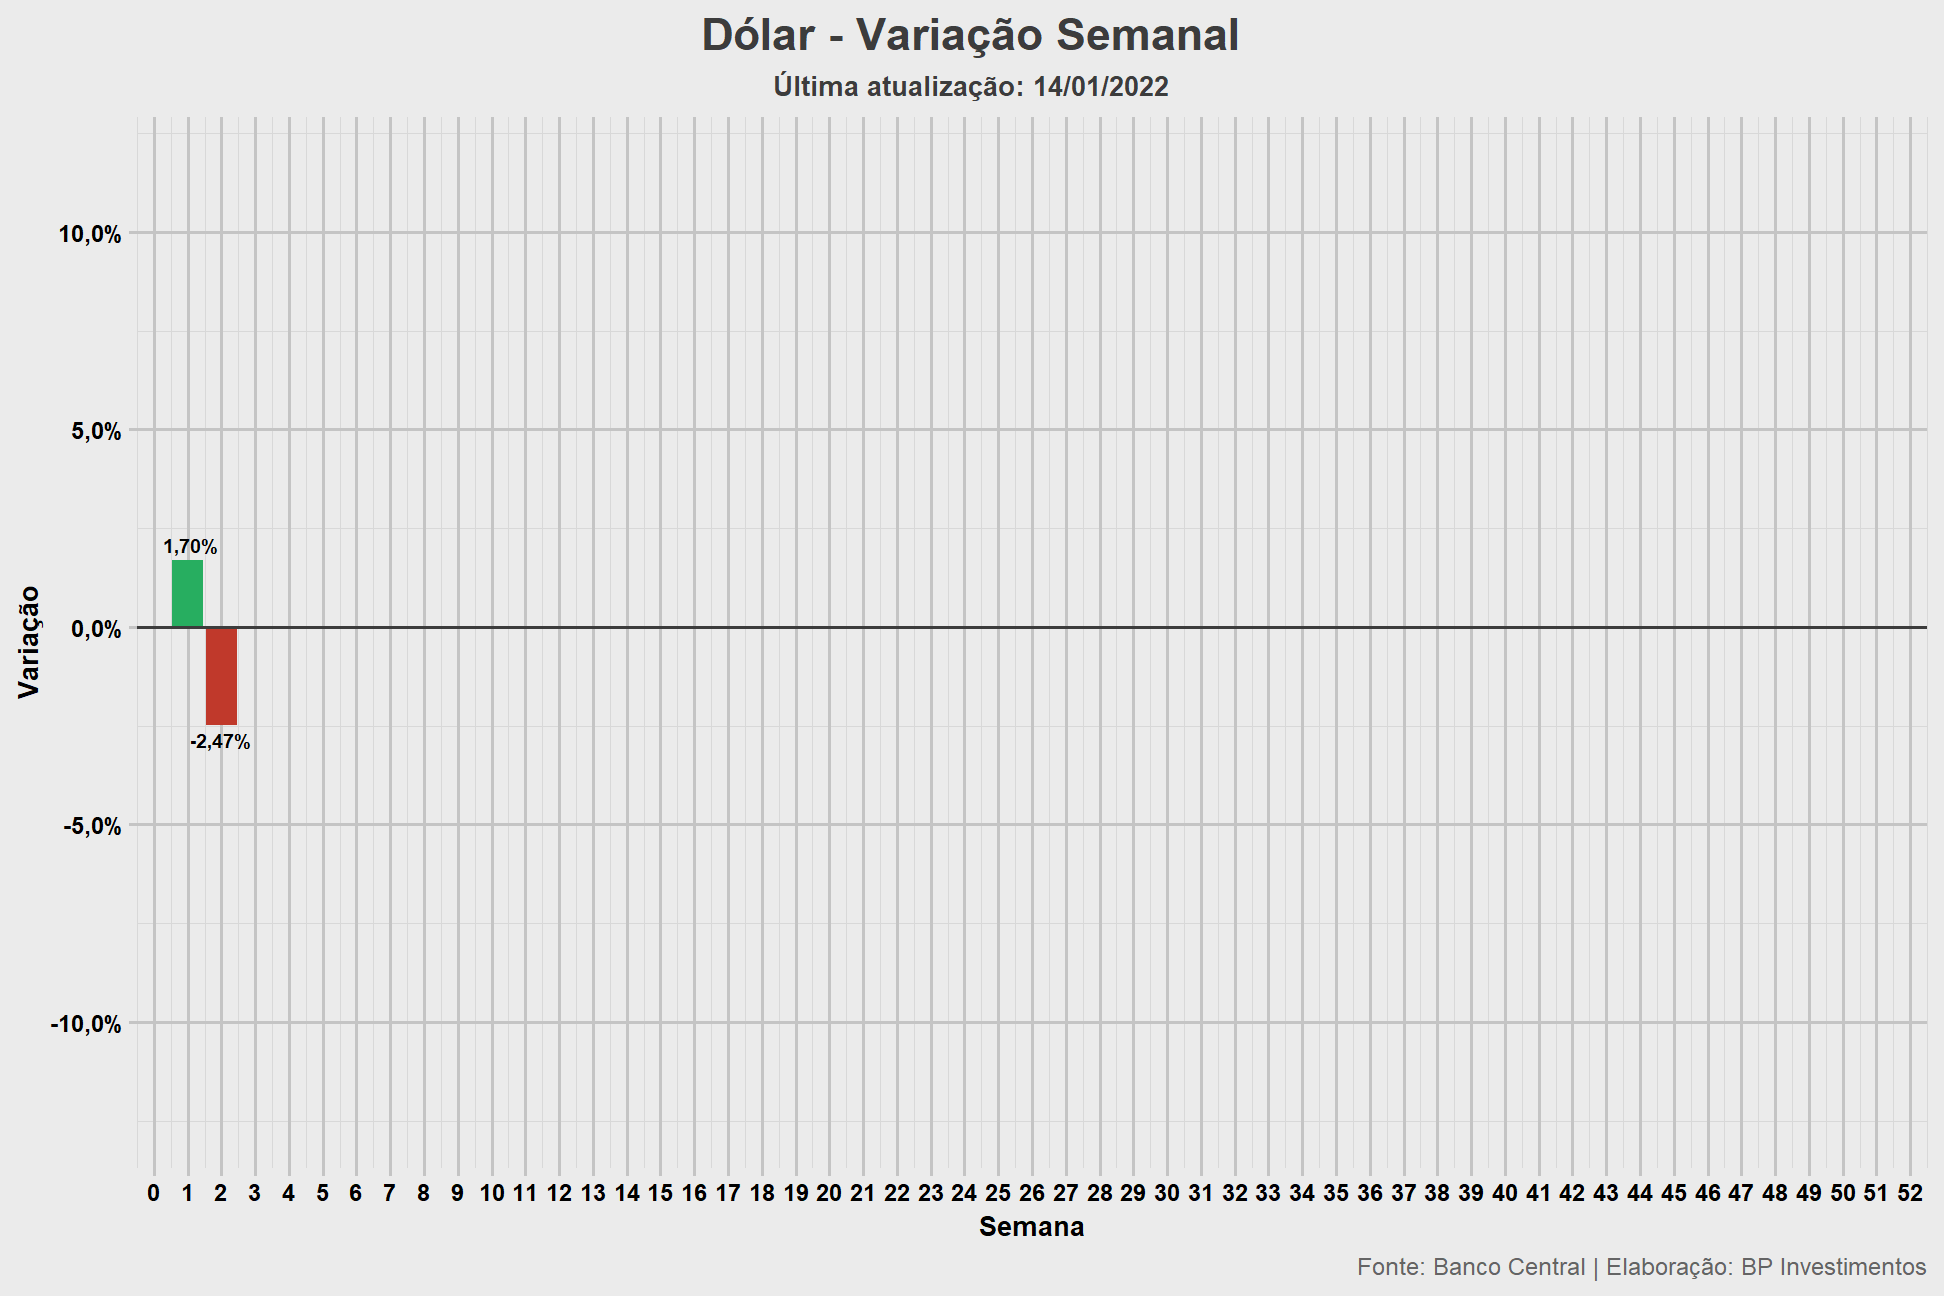 Dólar - Variação Semanal
Última atualização: 14/01/2022
10,0%
5,0%
1,70%
0,0%
-2,47%
-5,0%
-10,0%
Variação
0 1 2 3 4 5 6 7 8 9 10 11 12 13 14 15 16 17 18 19 20 21 22 23 24 25 26 27 28 29 30 31 32 33 34 35 36 37 38 39 40 41 42 43 44 45 46 47 48 49 50 51 52
Semana
Fonte: Banco Central | Elaboração: BP Investimentos